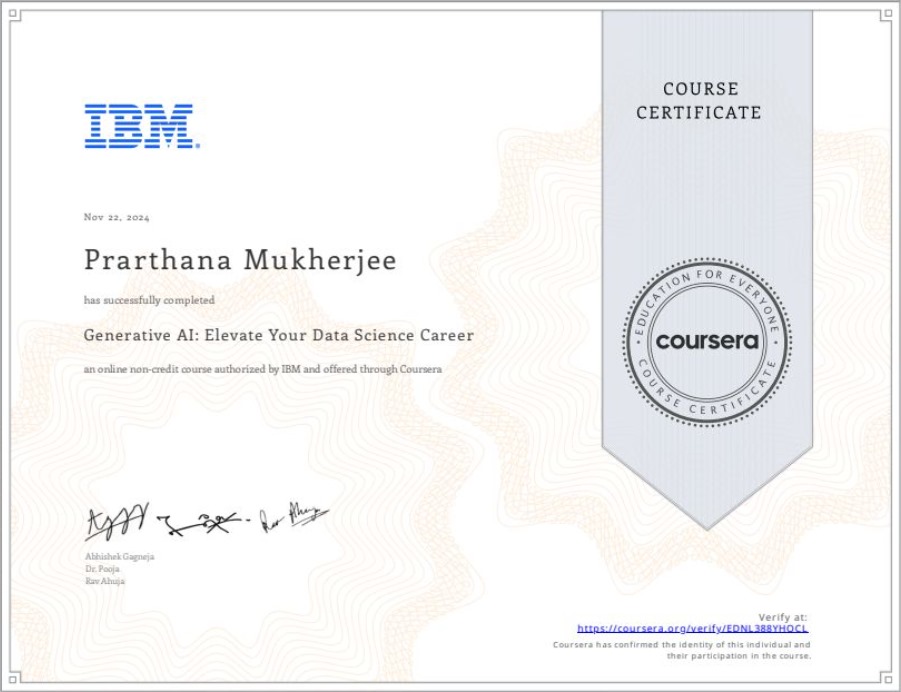 IBM
COURSE
CERTIFICATE
Nov 22, 2024
Prarthana Mukherjee
has successfully completed
Generative AI: Elevate Your Data Science Career
an online non-credit course authorized by IBM and offered through Coursera
EDUCATION FOR EVERYONE
coursera
COURSE CERTIFICATE
Abhishek Gagneja
Dr. Pooja
Rav Ahuja
Verify at:
https://coursera.org/verify/EDNL388YHOCL
Coursera has confirmed the identity of this individual and
their participation in the course.